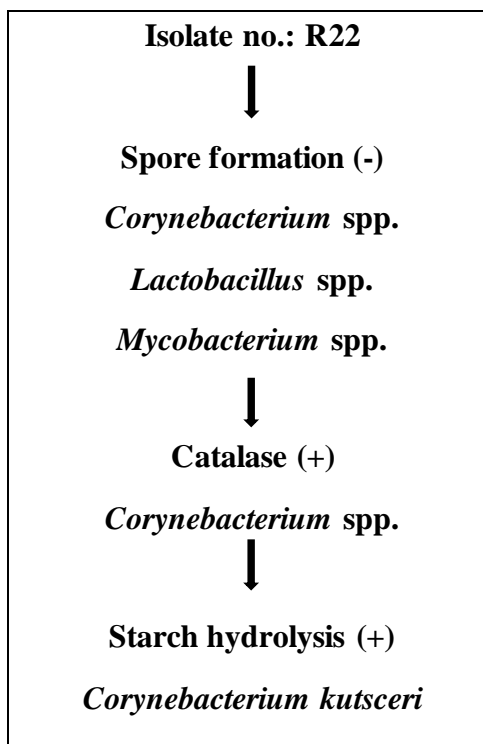 Isolate no.: R22
Spore formation (-)
Corynebacterium spp.
Lactobacillus spp.
Mycobacterium spp.
Catalase (+)
Corynebacterium spp.
Starch hydrolysis (+)
Corynebacterium kutsceri